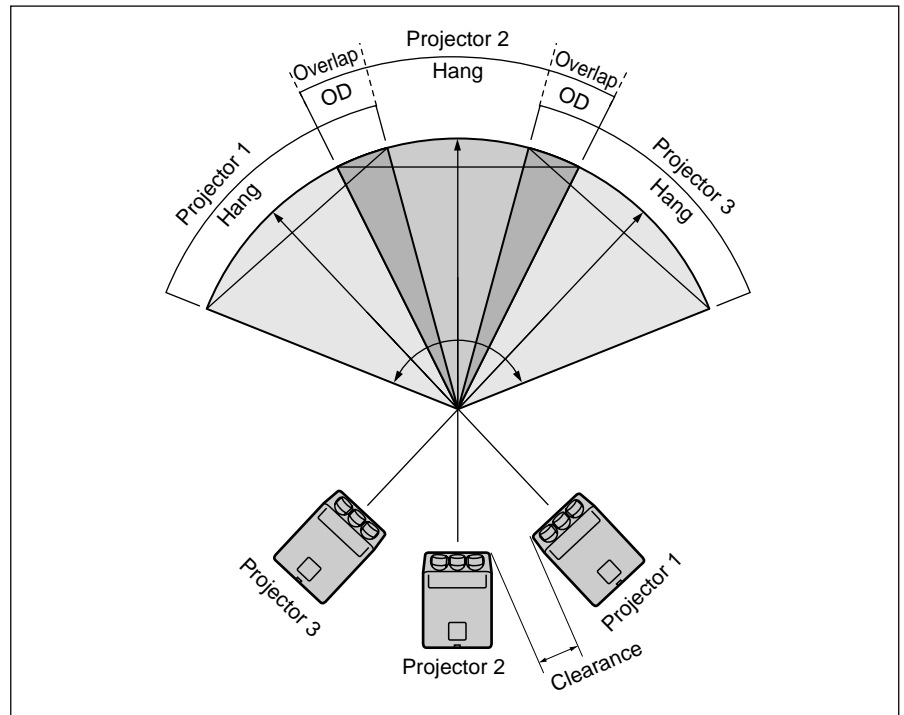 Projector 2
Hang
Overlap
OD
Overlap
OD
Projector 1
Hang
Projector 3
Hang
Projector 3
Projector 2
Projector 1
Clearance